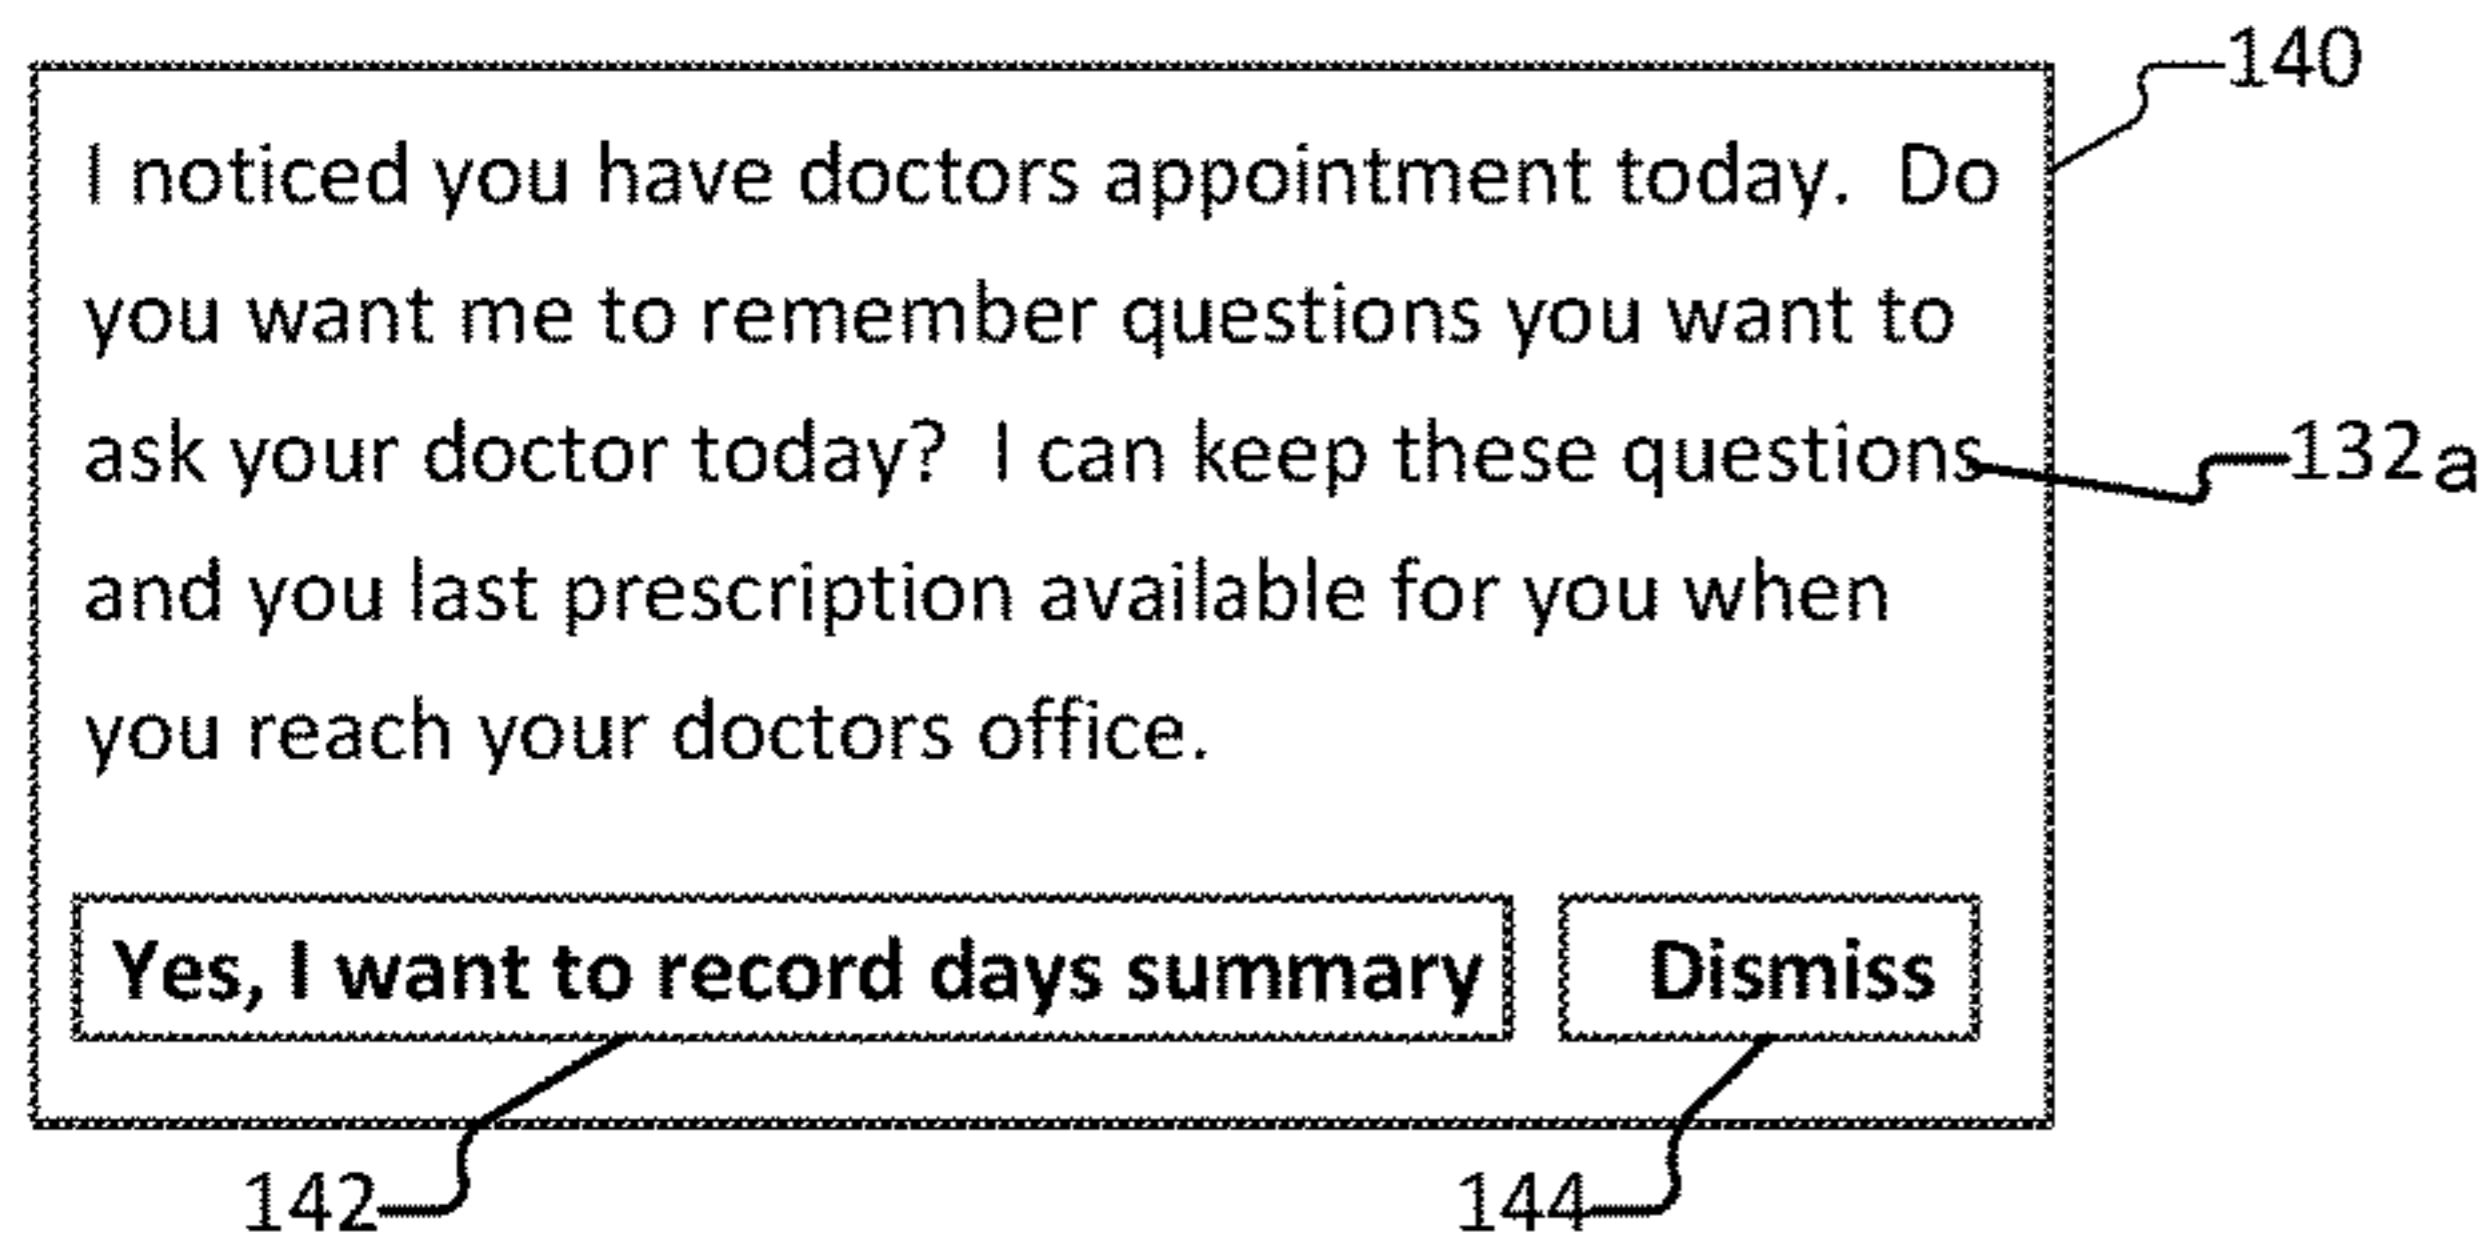 140
I noticed you have doctors appointment today.  Do
you want me to remember questions you want to
ask your doctor today?  I can keep these questions
132a
and you last prescription available for you when
you reach your doctors office.
Yes, I want to record days summary
Dismiss
142
144